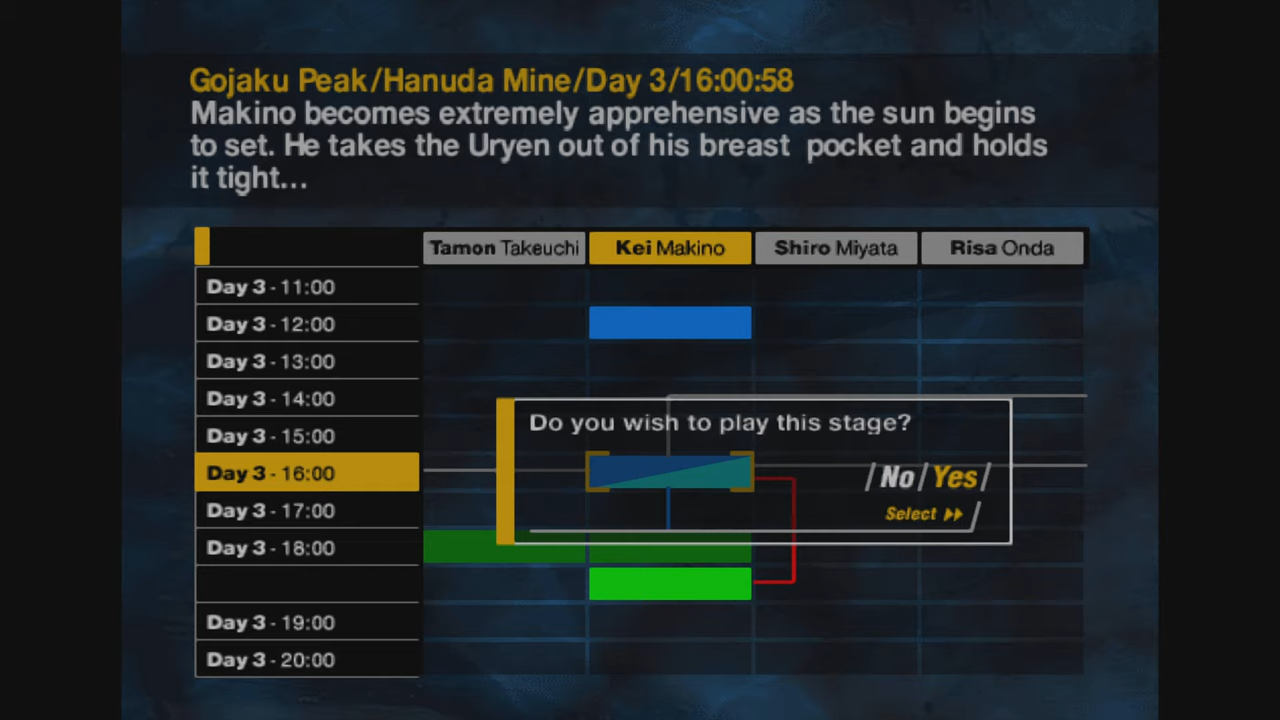 Gojaku Peak/Hanuda Mine/Day 3/16:00:58
Makino becomes extremely apprehensive as the sun begins
to set. He takes the Uryen out of his breast pocket and holds
it tight...
Tamon Takeuchi
Kei Makino
Shiro Miyata
Risa Onda
Day 3 - 11:00
Day 3 - 12:00
Day 3 - 13:00
Day 3 - 14:00
Do you wish to play this stage?
Day 3 - 15:00
Day 3 - 16:00
/No/Yes/
Day 3 - 17:00
Select
Day 3 - 18:00
Day 3 - 19:00
Day 3 - 20:00